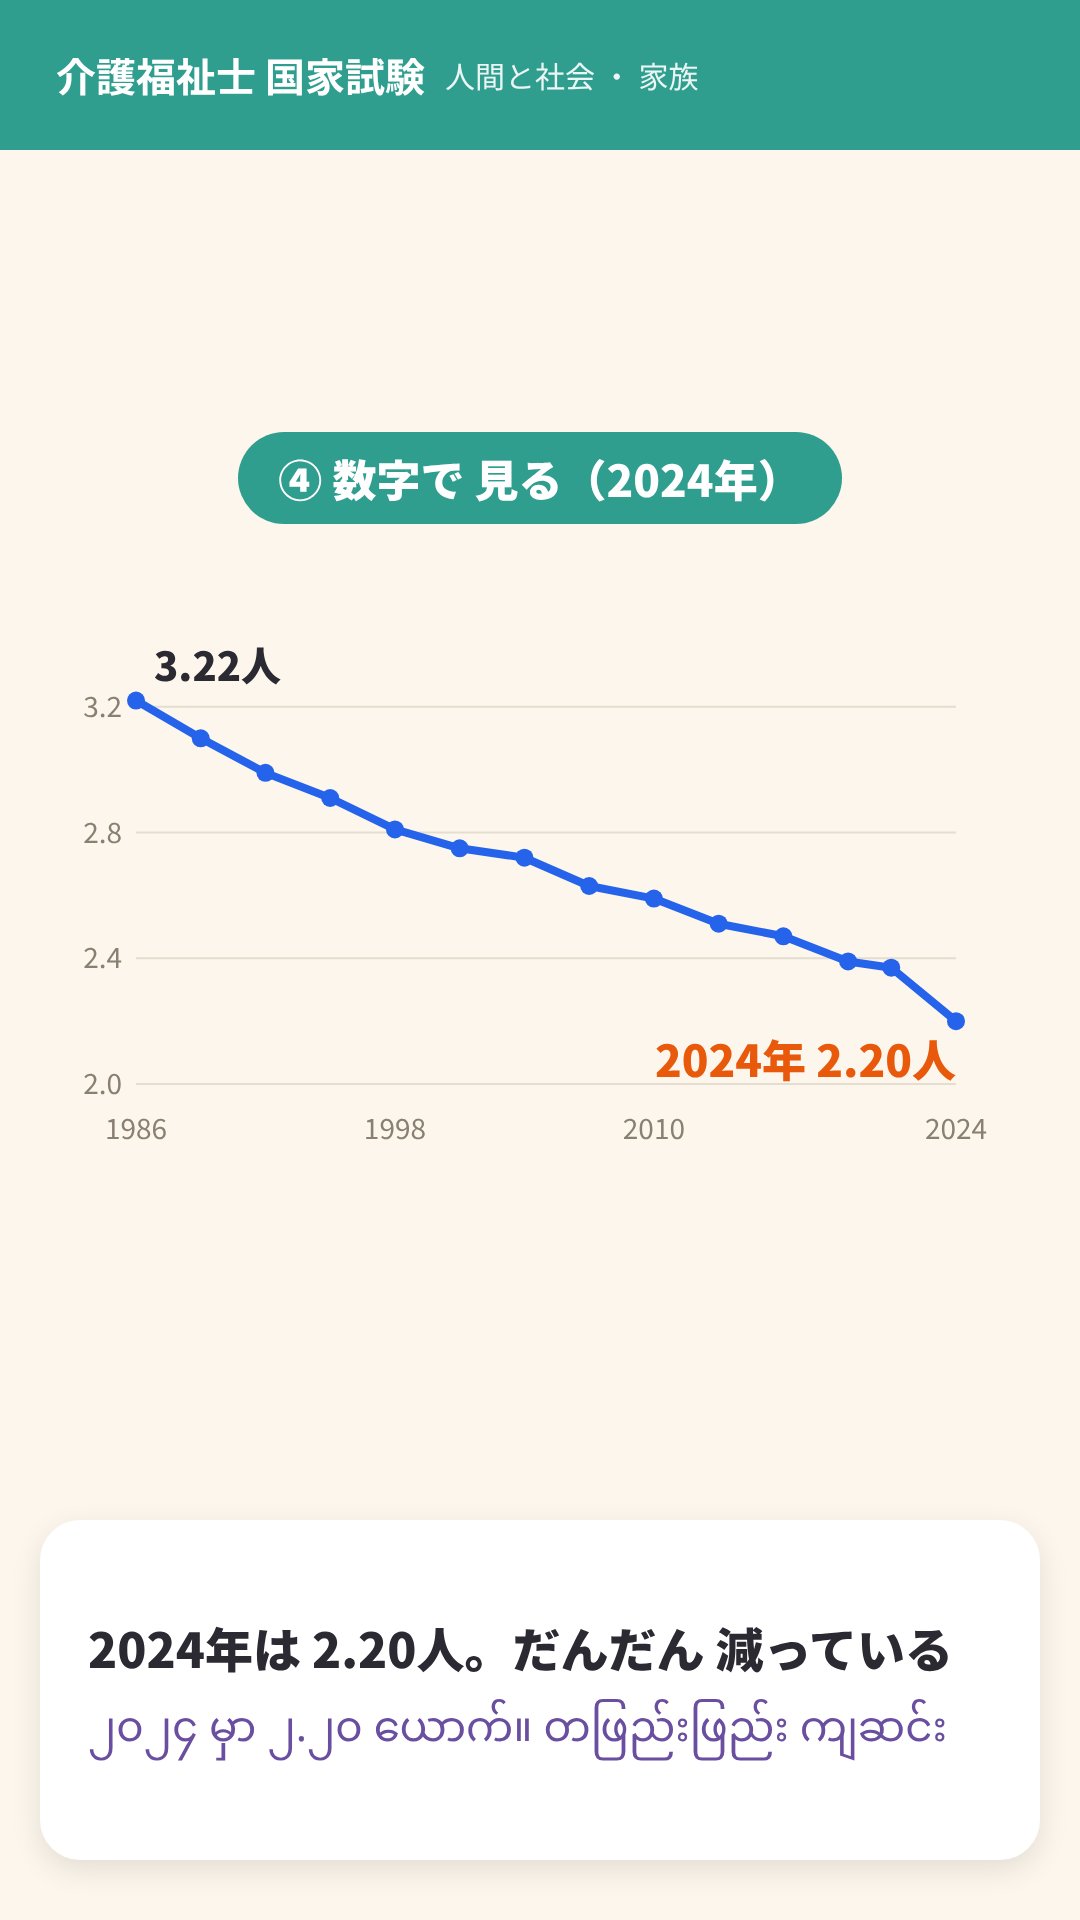 介護福祉士 国家試験 人間と社会 ・ 家族
④ 数字で 見る（2024年）
3.22人
3.2
2.8
2.4
2024年 2.20人
2.0
1986 1998 2010 2024
2024年は 2.20人。だんだん 減っている
၂၀၂၄ မှာ ၂.၂၀ ယောက်။ တဖြည်းဖြည်း ကျဆင်း